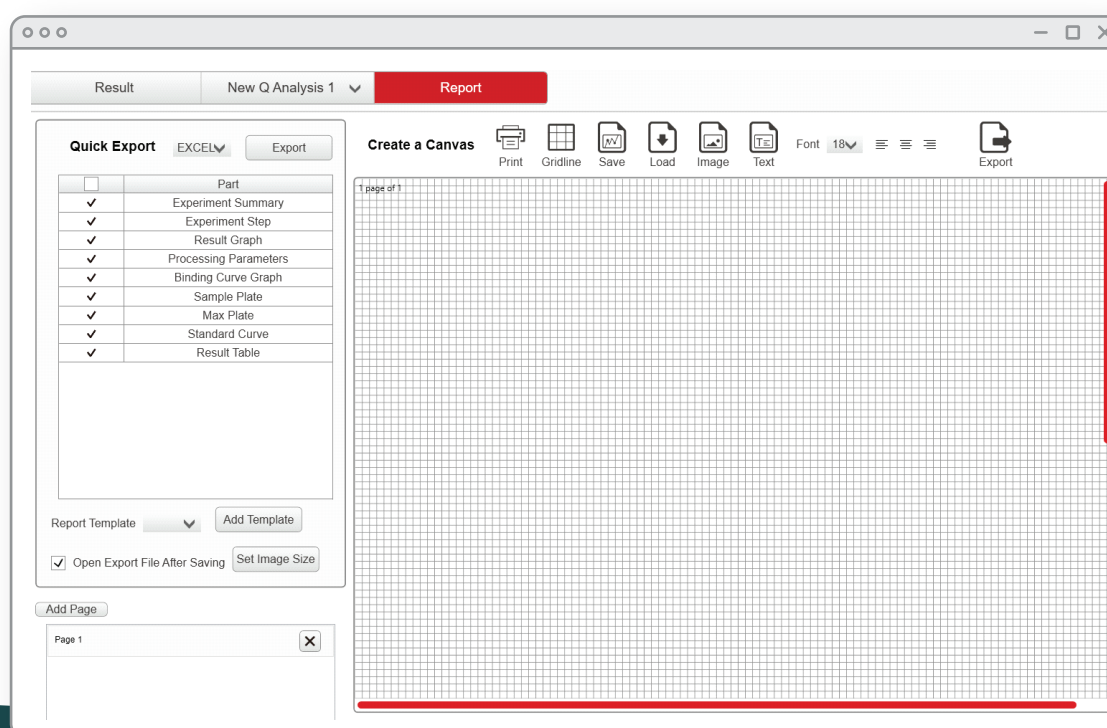 Result New Q Analysis 1 Report
Quick Export EXCEL Export
Part
Experiment Summary
Experiment Step
Result Graph
Processing Parameters
Binding Curve Graph
Sample Plate
Max Plate
Standard Curve
Result Table
Report Template Add Template
Open Export File After Saving Set Image Size
Add Page
Page 1
Create a Canvas Print Gridline Save Load Image Text Font 18 Export
1 page of 1